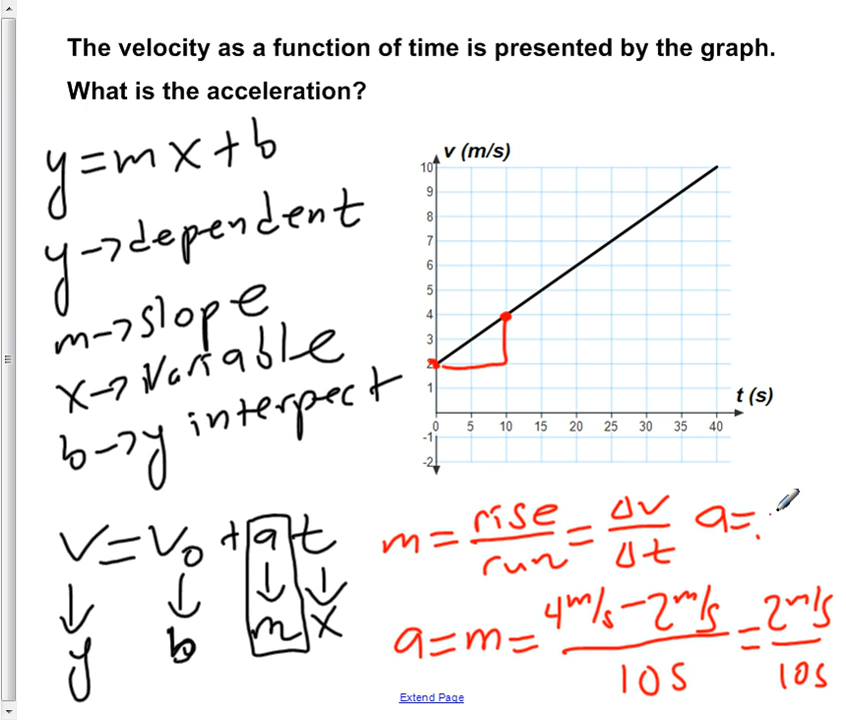 The velocity as a function of time is presented by the graph.
What is the acceleration?
y=mx+b
y→dependent
m→slope
x→variable
b→y interpect
v (m/s)
10
9
8
7
6
5
4
3
2
1
-1
-2
0 5 10 15 20 25 30 35 40
t (s)
V=V₀+at
↓ ↓ ↓ ↓
y b m x
m=rise/run=Δv/Δt a=.
a=m=4m/s-2m/s/10s=2m/s/10s
Extend Page